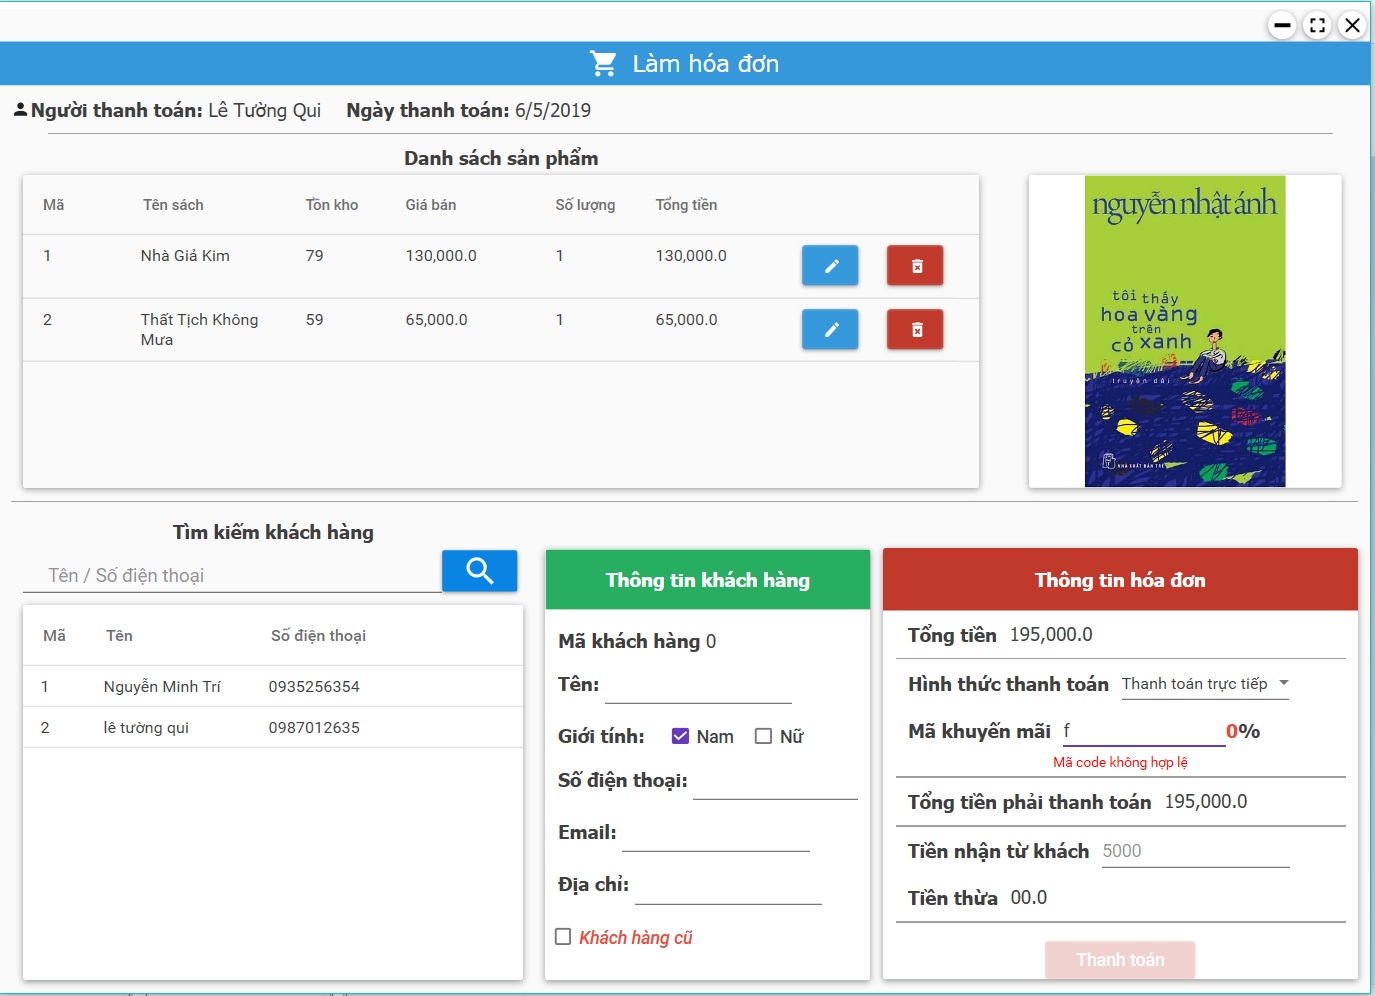 Làm hóa đơn
Người thanh toán: Lê Tường Qui Ngày thanh toán: 6/5/2019
Danh sách sản phẩm
Mã Tên sách Tồn kho Giá bán Số lượng Tổng tiền
1 Nhà Giả Kim 79 130,000.0 1 130,000.0
2 Thất Tịch Không Mưa 59 65,000.0 1 65,000.0
nguyễn nhật ánh
tôi thấy
hoa vàng
trên
cỏ xanh
truyện dài
NHÀ XUẤT BẢN TRẺ
Tìm kiếm khách hàng
Tên / Số điện thoại
Mã Tên Số điện thoại
1 Nguyễn Minh Trí 0935256354
2 lê tường qui 0987012635
Thông tin khách hàng
Mã khách hàng 0
Tên:
Giới tính: Nam Nữ
Số điện thoại:
Email:
Địa chỉ:
Khách hàng cũ
Thông tin hóa đơn
Tổng tiền 195,000.0
Hình thức thanh toán Thanh toán trực tiếp
Mã khuyến mãi f 0%
Mã code không hợp lệ
Tổng tiền phải thanh toán 195,000.0
Tiền nhận từ khách 5000
Tiền thừa 00.0
Thanh toán